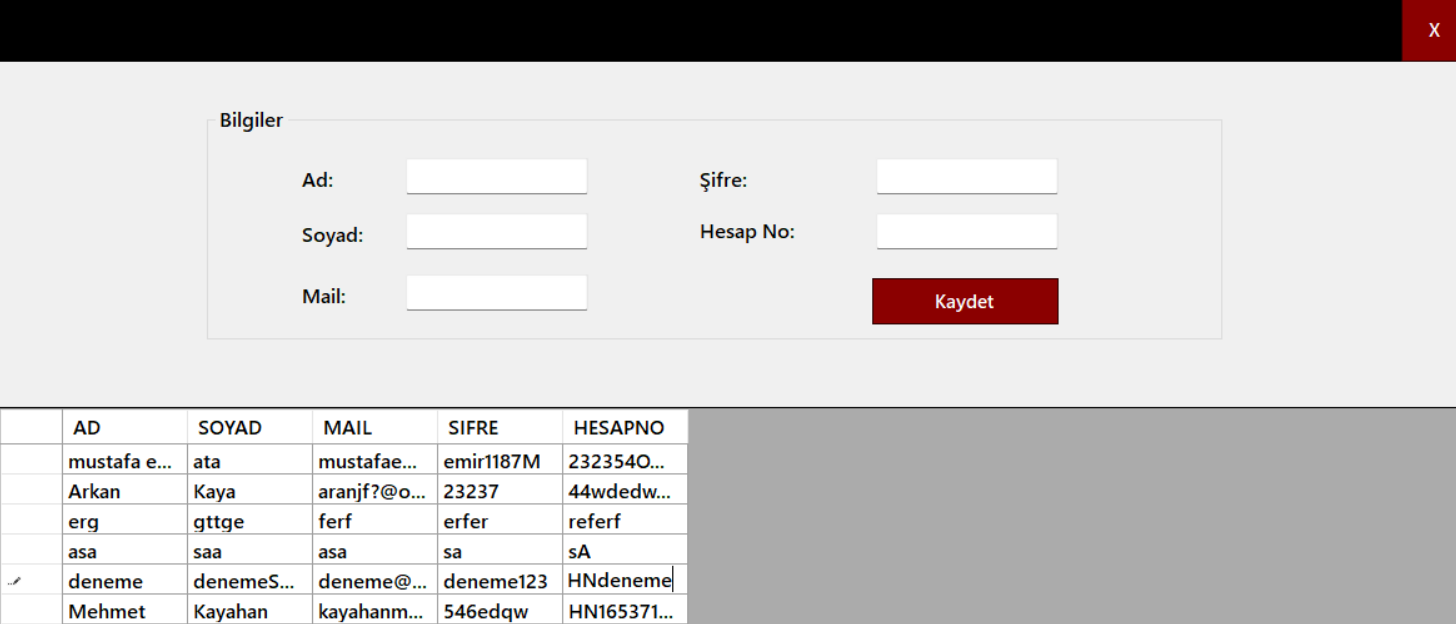 X
Bilgiler
Ad: Şifre:
Soyad: Hesap No:
Mail: Kaydet
AD SOYAD MAIL SIFRE HESAPNO
mustafa e... ata mustafae... emir1187M 232354O...
Arkan Kaya aranjf?@o... 23237 44wdedw...
erg gttge ferf erfer referf
asa saa asa sa sA
deneme denemeS... deneme@... deneme123 HNdeneme
Mehmet Kayahan kayahanm... 546edqw HN165371...